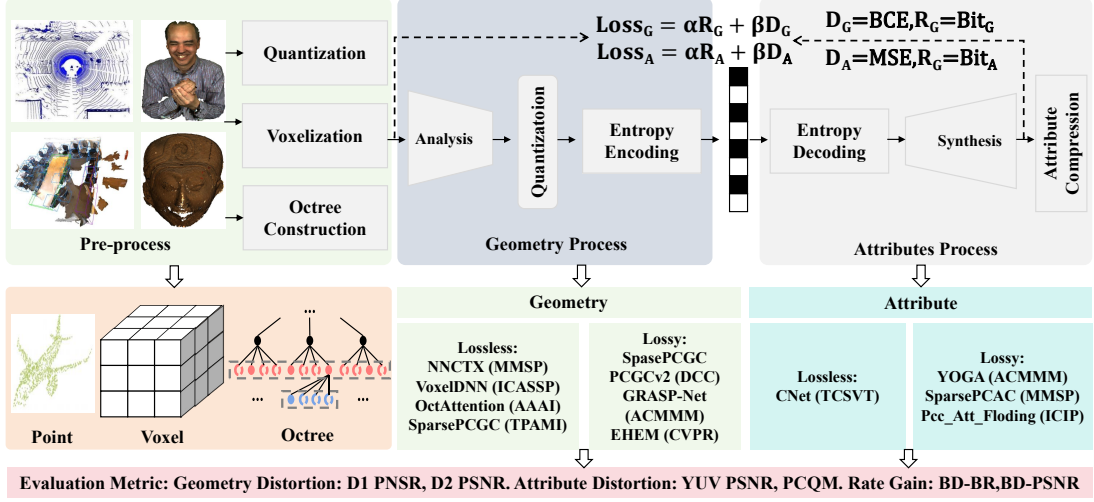 Quantization
Voxelization
Octree
Construction
Pre-process
Loss_G = αR_G + βD_G
Loss_A = αR_A + βD_A
D_G=BCE,R_G=Bit_G
D_A=MSE,R_G=Bit_A
Analysis
Quantizatoion
Entropy
Encoding
Geometry Process
Entropy
Decoding
Synthesis
Attribute
Compression
Attributes Process
Point
Voxel
...
...
...
Octree
Geometry
Lossless:
NNCTX (MMSP)
VoxelDNN (ICASSP)
OctAttention (AAAI)
SparsePCGC (TPAMI)
Lossy:
SpasePCGC
PCGCv2 (DCC)
GRASP-Net
(ACMMM)
EHEM (CVPR)
Attribute
Lossless:
CNet (TCSVT)
Lossy:
YOGA (ACMMM)
SparsePCAC (MMSP)
Pcc_Att_Floding (ICIP)
Evaluation Metric: Geometry Distortion: D1 PNSR, D2 PSNR. Attribute Distortion: YUV PSNR, PCQM. Rate Gain: BD-BR,BD-PSNR